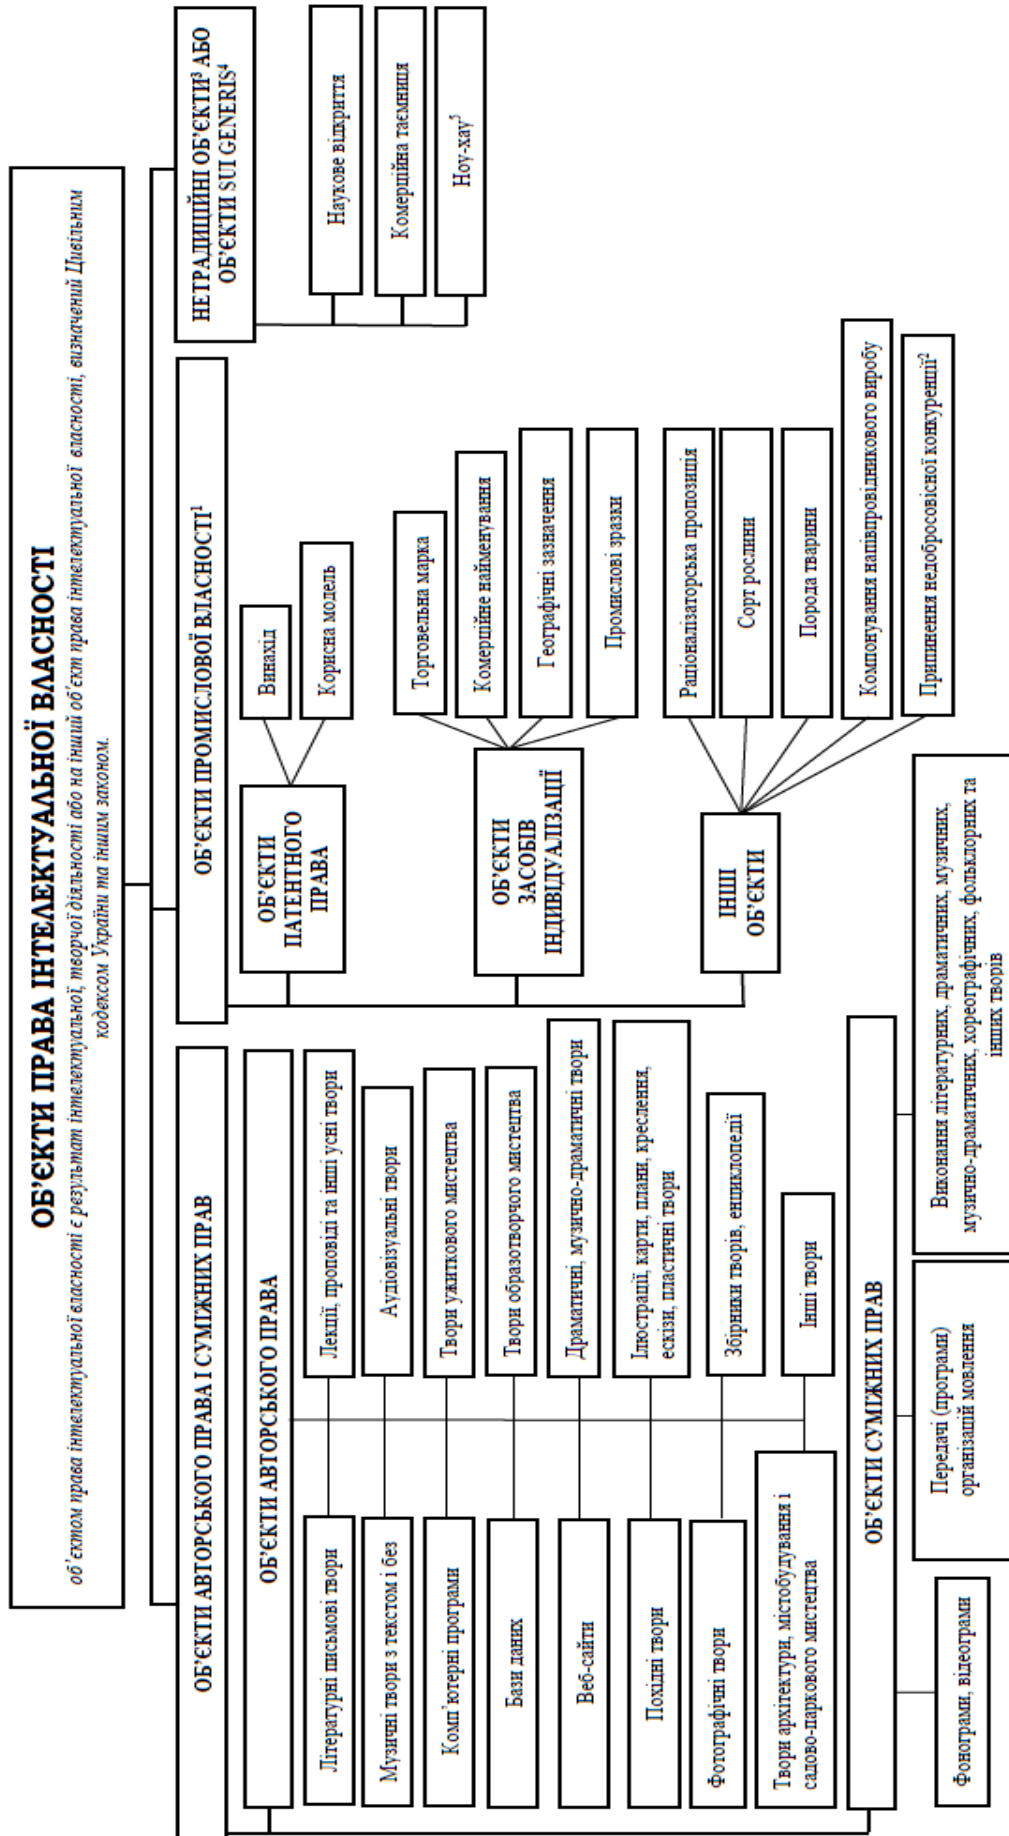 ОБ'ЄКТИ ПРАВА ІНТЕЛЕКТУАЛЬНОЇ ВЛАСНОСТІ
об'єктом права інтелектуальної власності є результат інтелектуальної, творчої діяльності або на інший об'єкт права інтелектуальної власності, визначений Цивільним
кодексом України та іншим законом.
ОБ'ЄКТИ АВТОРСЬКОГО ПРАВА І СУМІЖНИХ ПРАВ
ОБ'ЄКТИ АВТОРСЬКОГО ПРАВА
Літературні письмові твори
Лекції, проповіді та інші усні твори
Музичні твори з текстом і без
Аудіовізуальні твори
Комп'ютерні програми
Твори ужиткового мистецтва
Бази даних
Твори образотворчого мистецтва
Веб-сайти
Драматичні, музично-драматичні твори
Похідні твори
Ілюстрації, карти, плани, креслення,
ескізи, пластичні твори
Фотографічні твори
Збірники творів, енциклопедії
Твори архітектури, містобудування і
садово-паркового мистецтва
Інші твори
ОБ'ЄКТИ СУМІЖНИХ ПРАВ
Фонограми, відеограми
Передачі (програми)
організацій мовлення
Виконання літературних, драматичних, музичних,
музично-драматичних, хореографічних, фольклорних та
інших творів
ОБ'ЄКТИ ПРОМИСЛОВОЇ ВЛАСНОСТІ¹
ОБ'ЄКТИ
ПАТЕНТНОГО
ПРАВА
Винахід
Корисна модель
ОБ'ЄКТИ
ЗАСОБІВ
ІНДИВІДУАЛІЗАЦІЇ
Торговельна марка
Комерційне найменування
Географічні зазначення
Промислові зразки
ІНШІ
ОБ'ЄКТИ
Раціоналізаторська пропозиція
Сорт рослини
Порода тварини
Компонування напівпровідникового виробу
Припинення недобросовісної конкуренції²
НЕТРАДИЦІЙНІ ОБ'ЄКТИ³ АБО
ОБ'ЄКТИ SUI GENERIS⁴
Наукове відкриття
Комерційна таємниця
Ноу-хау⁵